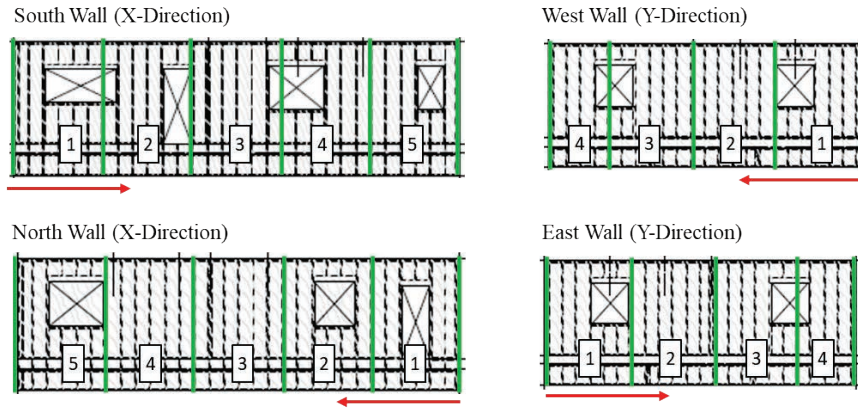 South Wall (X-Direction)
1 2 3 4 5
West Wall (Y-Direction)
4 3 2 1
North Wall (X-Direction)
5 4 3 2 1
East Wall (Y-Direction)
1 2 3 4